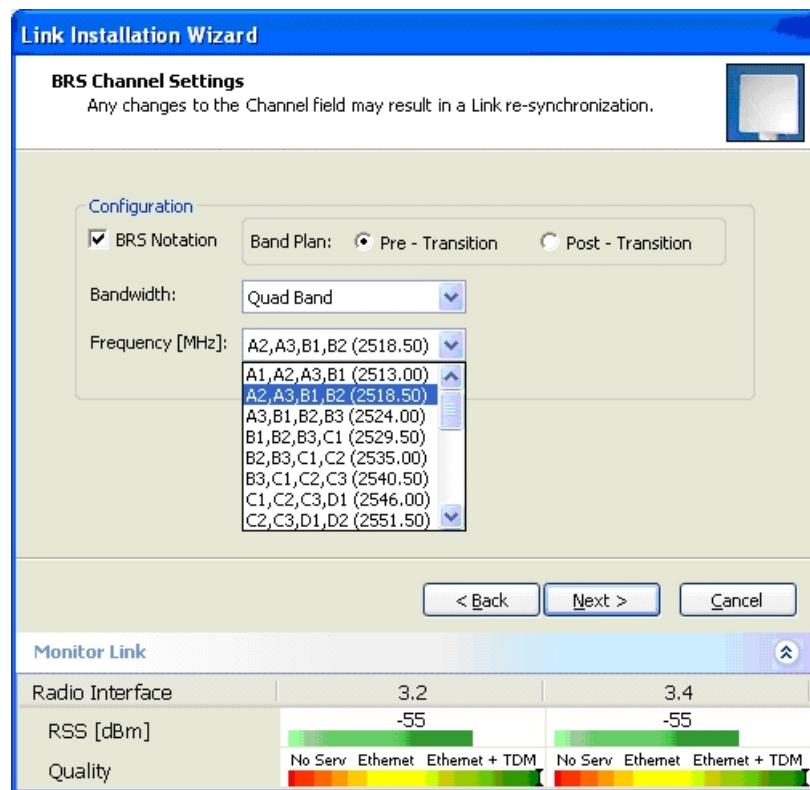 Link Installation Wizard
BRS Channel Settings
Any changes to the Channel field may result in a Link re-synchronization.
Configuration
BRS Notation
Band Plan:
Pre - Transition
Post - Transition
Bandwidth:
Quad Band
Frequency [MHz]:
A2,A3,B1,B2 (2518.50)
A1,A2,A3,B1 (2513.00)
A2,A3,B1,B2 (2518.50)
A3,B1,B2,B3 (2524.00)
B1,B2,B3,C1 (2529.50)
B2,B3,C1,C2 (2535.00)
B3,C1,C2,C3 (2540.50)
C1,C2,C3,D1 (2546.00)
C2,C3,D1,D2 (2551.50)
< Back
Next >
Cancel
Monitor Link
Radio Interface 3.2 3.4
RSS [dBm] -55 -55
Quality No Serv Ethernet Ethernet + TDM No Serv Ethernet Ethernet + TDM